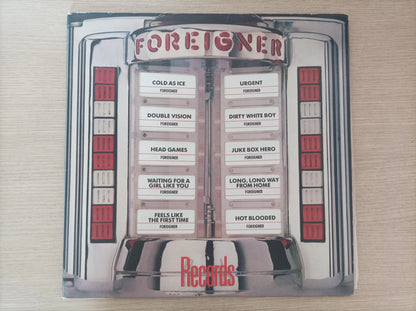 FOREIGNER
COLD AS ICE
FOREIGNER
DOUBLE VISION
FOREIGNER
HEAD GAMES
FOREIGNER
WAITING FOR A
GIRL LIKE YOU
FOREIGNER
FEELS LIKE
THE FIRST TIME
FOREIGNER
URGENT
FOREIGNER
DIRTY WHITE BOY
FOREIGNER
JUKE BOX HERO
FOREIGNER
LONG, LONG WAY
FROM HOME
FOREIGNER
HOT BLOODED
FOREIGNER
Records